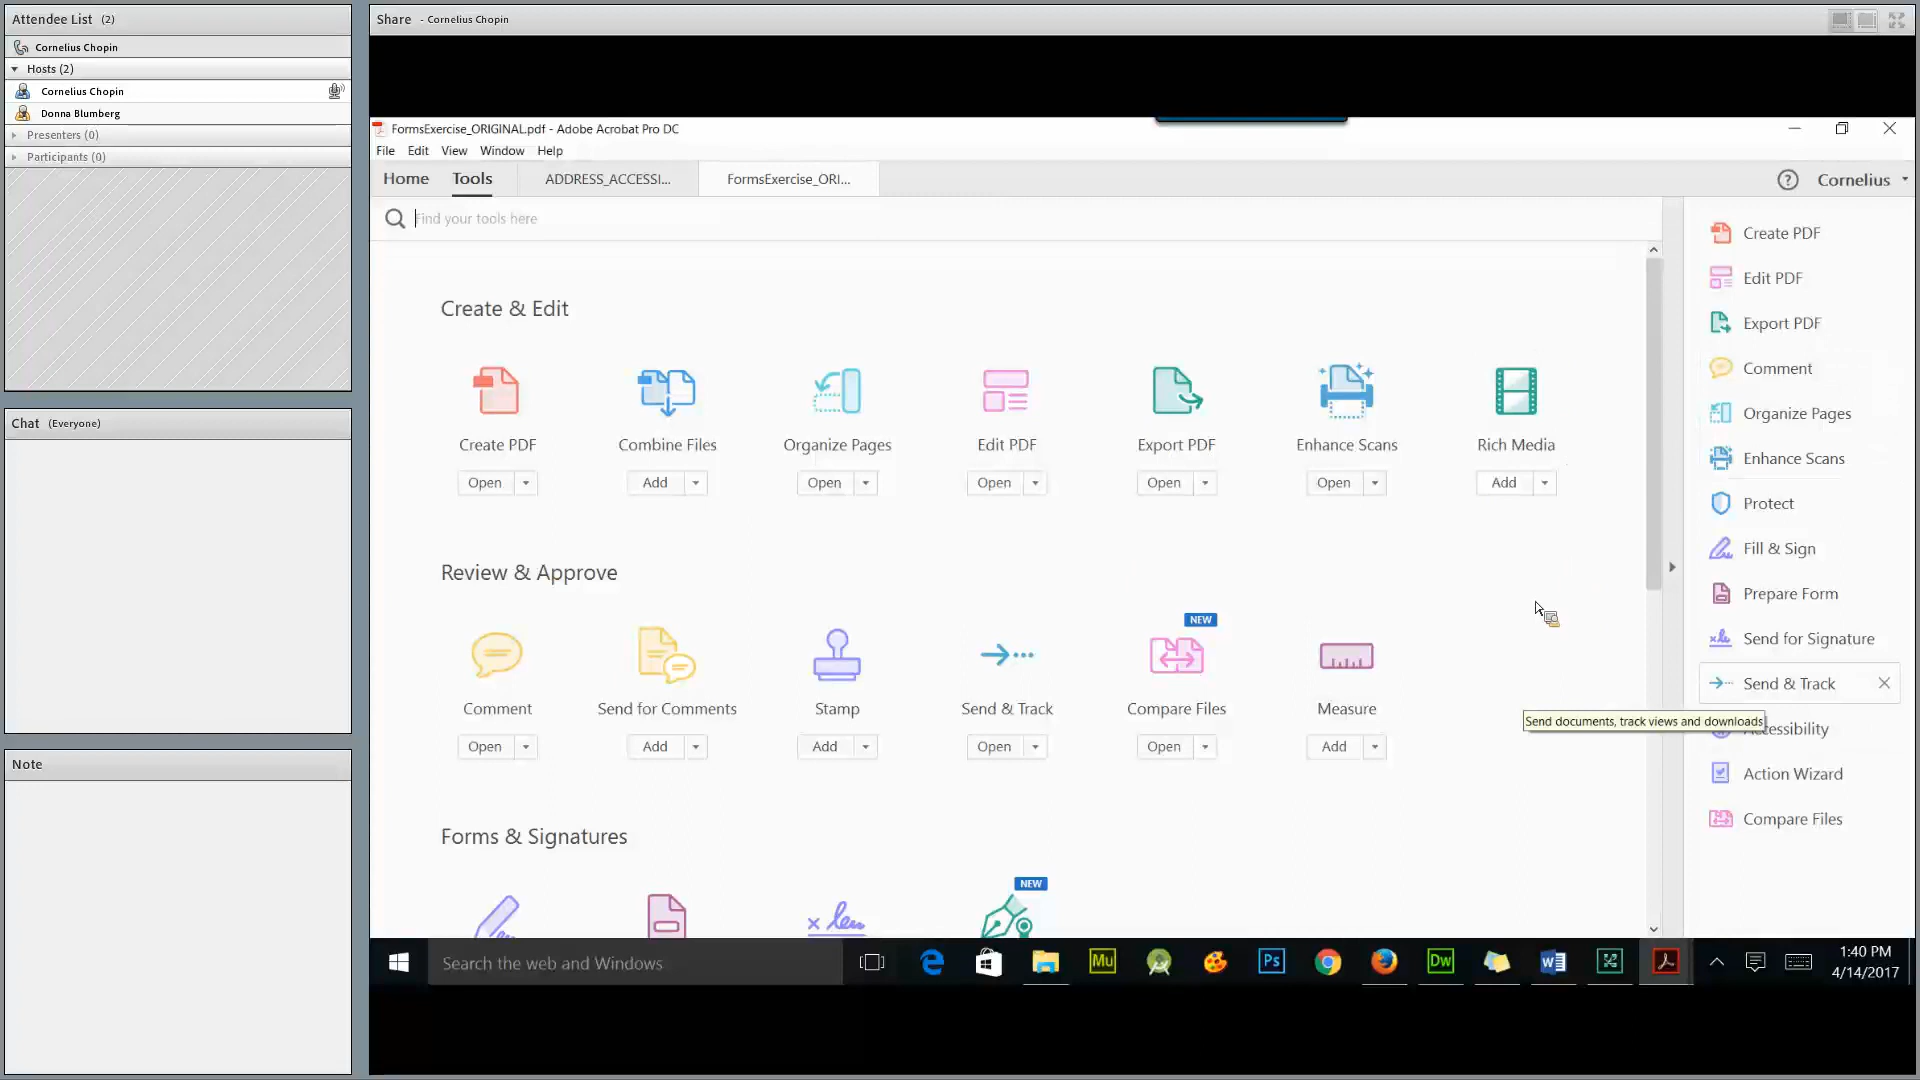 Attendee List (2)
Cornelius Chopin
Hosts (2)
Cornelius Chopin
Donna Blumberg
Presenters (0)
Participants (0)
Chat (Everyone)
Note
Share - Cornelius Chopin
FormsExercise_ORIGINAL.pdf - Adobe Acrobat Pro DC
File Edit View Window Help
Home Tools ADDRESS_ACCESSI... FormsExercise_ORI... Cornelius
Find your tools here
Create & Edit
Create PDF Combine Files Organize Pages Edit PDF Export PDF Enhance Scans Rich Media
Open Add Open Open Open Open Add
Review & Approve
NEW
Comment Send for Comments Stamp Send & Track Compare Files Measure
Open Add Add Open Open Add
Forms & Signatures
NEW
Create PDF
Edit PDF
Export PDF
Comment
Organize Pages
Enhance Scans
Protect
Fill & Sign
Prepare Form
Send for Signature
Send & Track
Send documents, track views and downloads
Accessibility
Action Wizard
Compare Files
Search the web and Windows
Mu
Ps
Dw
1:40 PM
4/14/2017